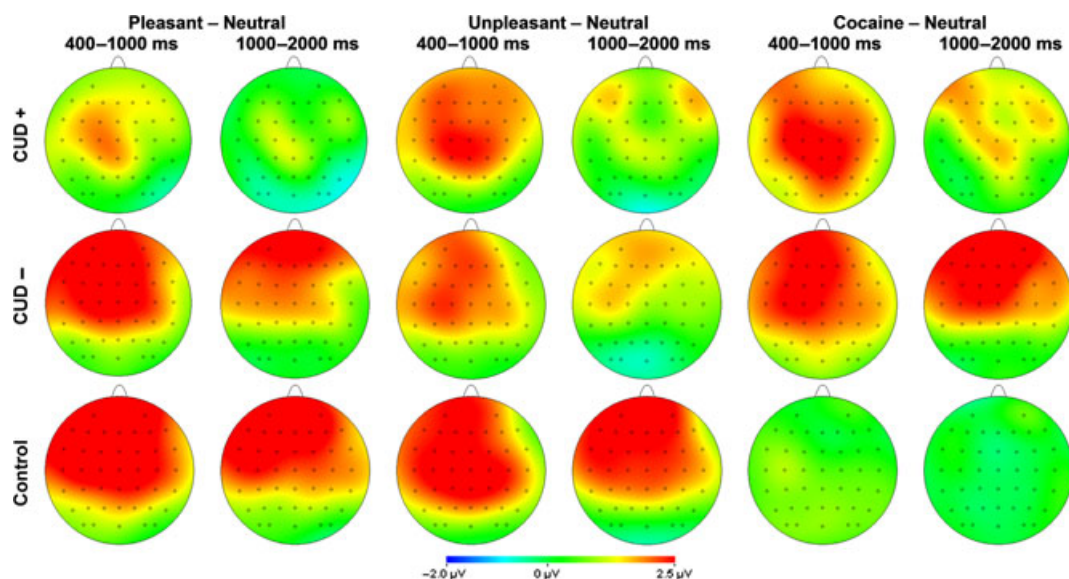 Pleasant – Neutral Unpleasant – Neutral Cocaine – Neutral
400–1000 ms 1000–2000 ms 400–1000 ms 1000–2000 ms 400–1000 ms 1000–2000 ms
CUD +
CUD –
Control
-2.0 µV 0 µV 2.5 µV